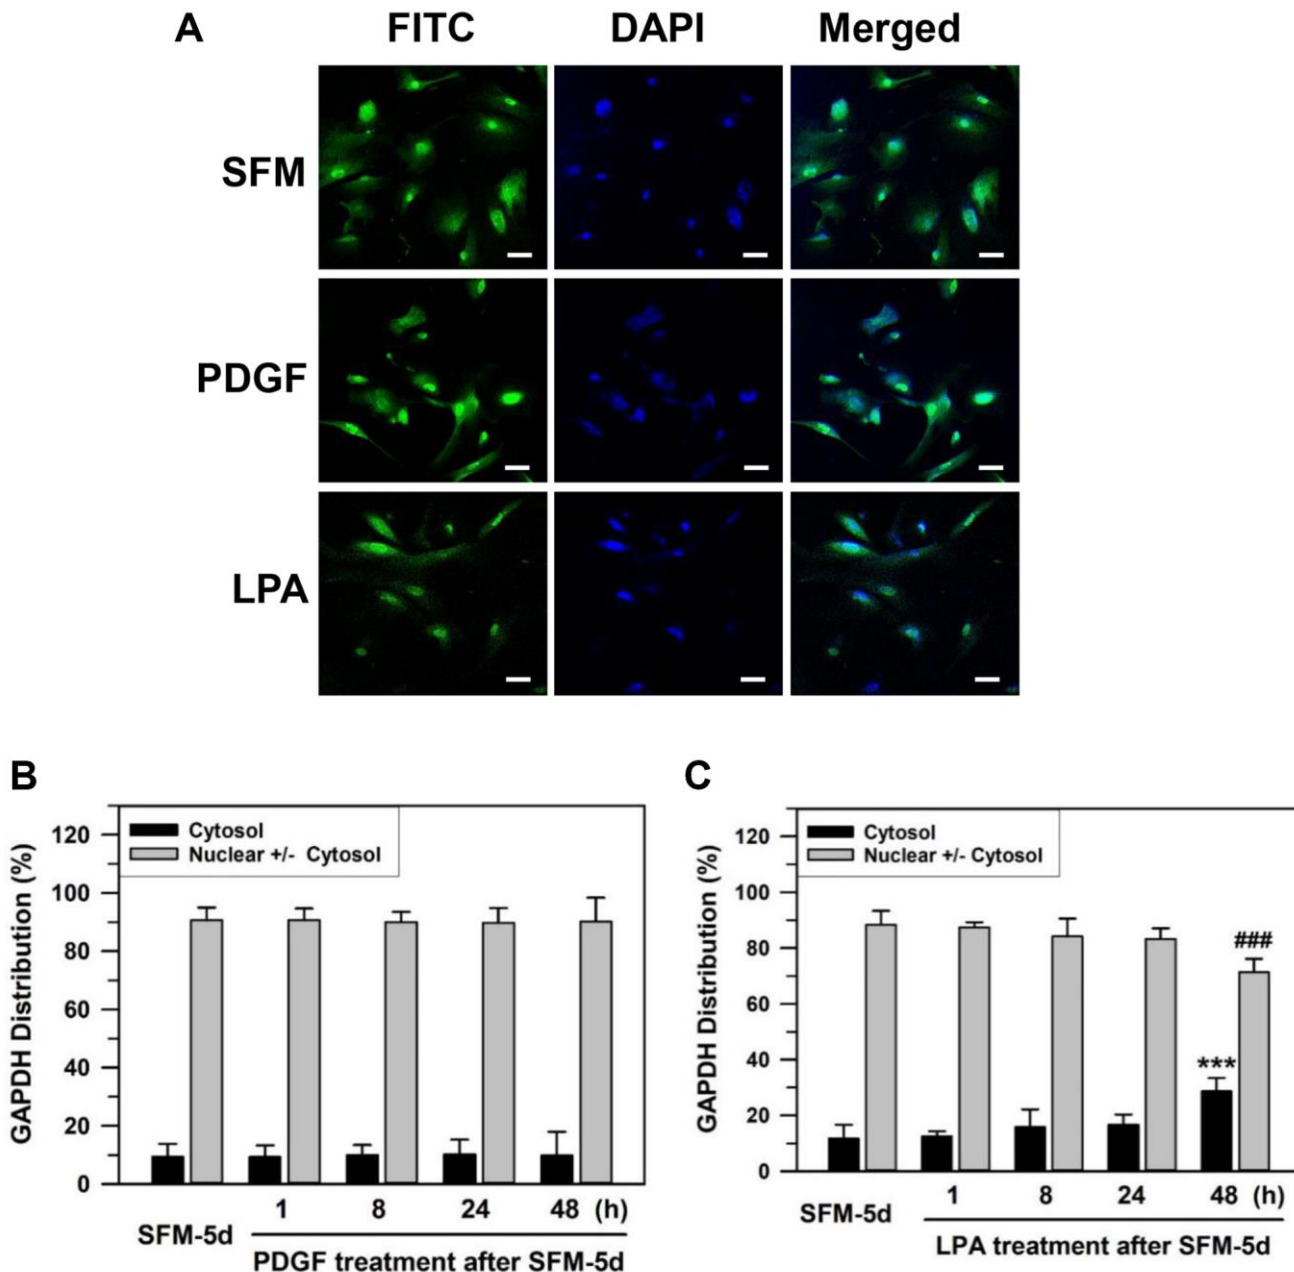 A
FITC DAPI Merged
SFM
PDGF
LPA
B
Cytosol
Nuclear +/- Cytosol
GAPDH Distribution (%)
120
100
80
60
40
20
0
SFM-5d
1 8 24 48 (h)
PDGF treatment after SFM-5d
C
Cytosol
Nuclear +/- Cytosol
GAPDH Distribution (%)
120
100
80
60
40
20
0
###
***
SFM-5d
1 8 24 48 (h)
LPA treatment after SFM-5d